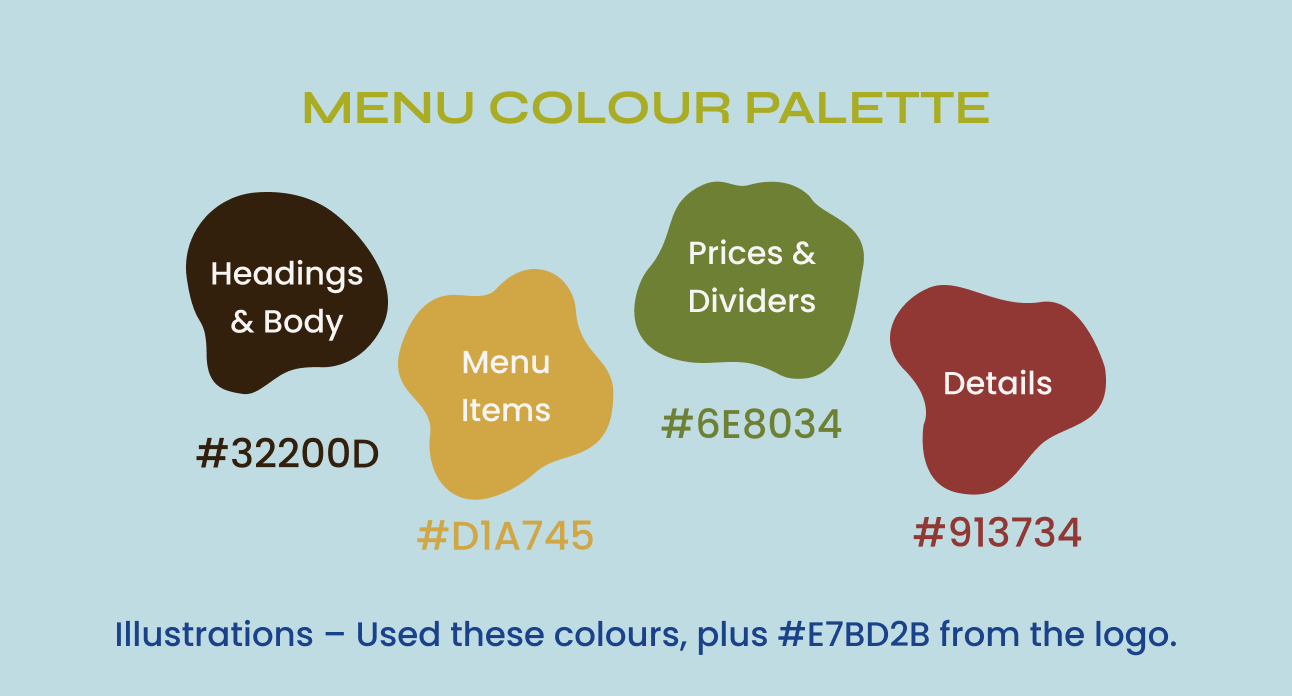 MENU COLOUR PALETTE
Headings
& Body
#32200D
Menu
Items
#D1A745
Prices &
Dividers
#6E8034
Details
#913734
Illustrations – Used these colours, plus #E7BD2B from the logo.